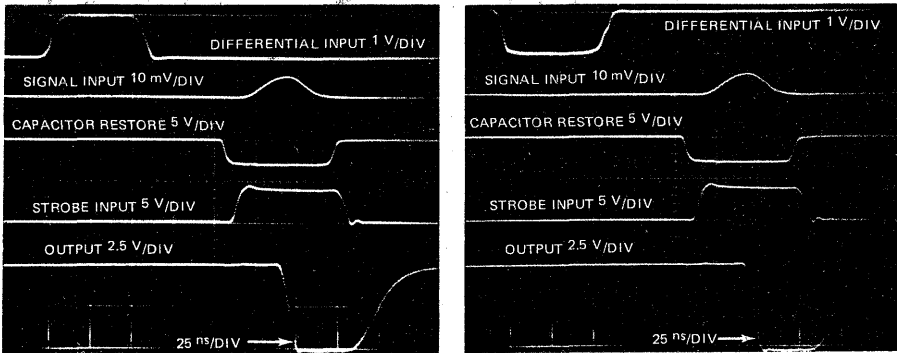 DIFFERENTIAL INPUT 1 V/DIV
SIGNAL INPUT 10 mV/DIV
CAPACITOR RESTORE 5 V/DIV
STROBE INPUT 5 V/DIV
OUTPUT 2.5 V/DIV
25 ns/DIV
DIFFERENTIAL INPUT 1 V/DIV
SIGNAL INPUT 10 mV/DIV
CAPACITOR RESTORE 5 V/DIV
STROBE INPUT 5 V/DIV
OUTPUT 2.5 V/DIV
25 ns/DIV